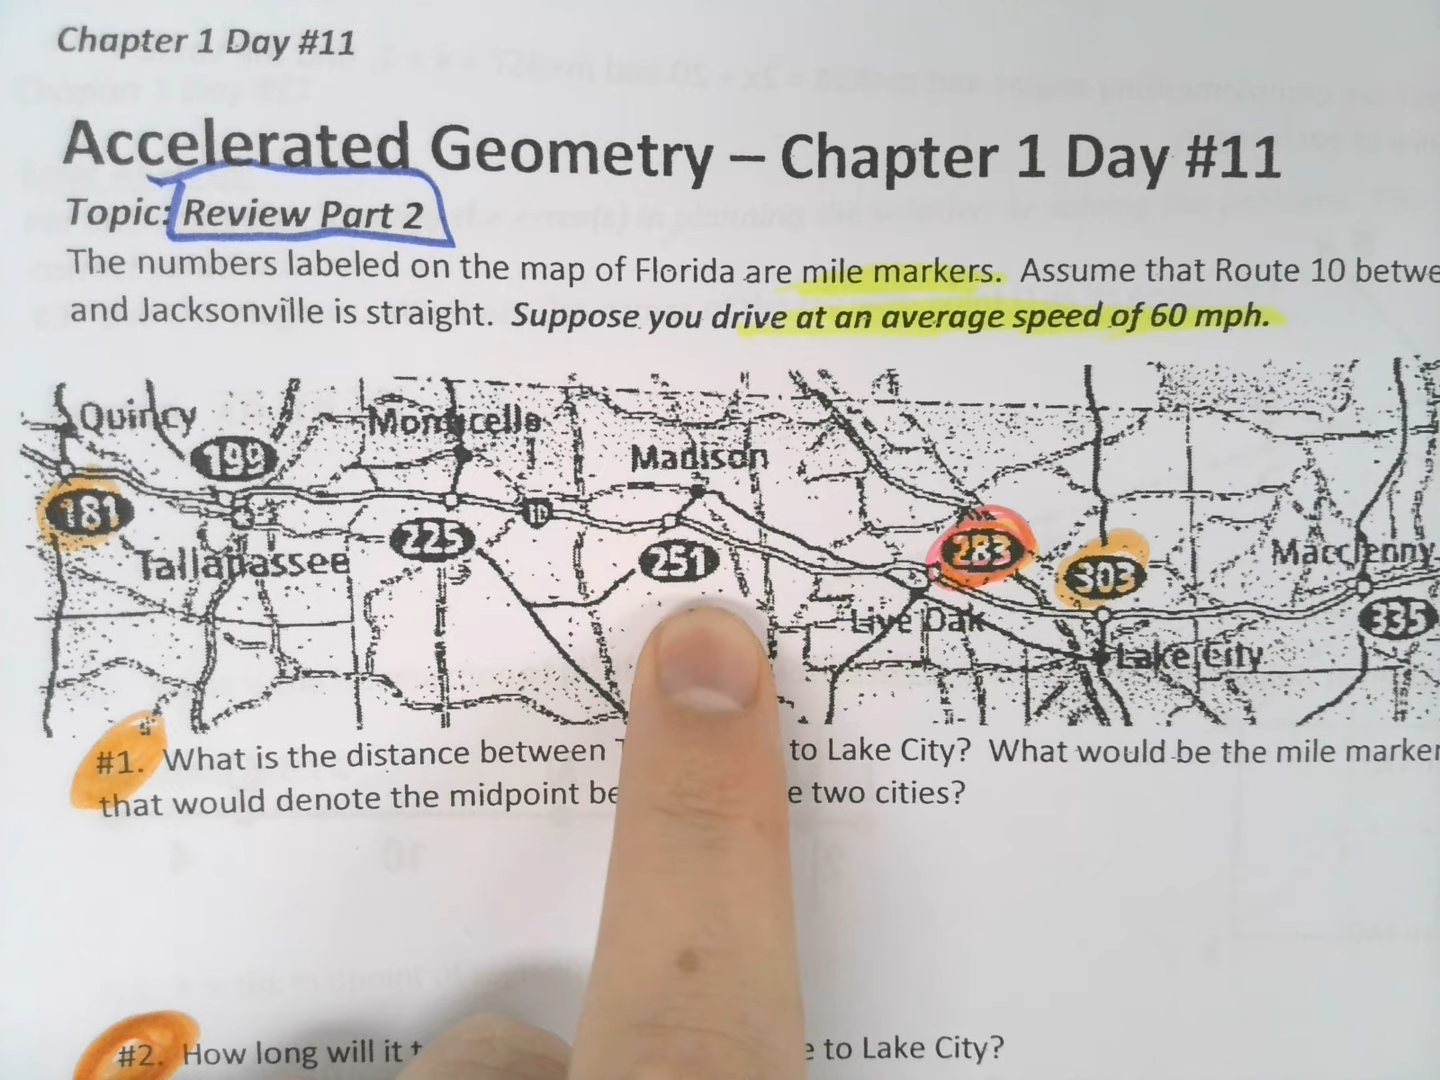 Chapter 1 Day #11
Accelerated Geometry – Chapter 1 Day #11
Topic: Review Part 2
The numbers labeled on the map of Florida are mile markers. Assume that Route 10 betwe
and Jacksonville is straight. Suppose you drive at an average speed of 60 mph.
Quincy
199
Monticello
Madison
181
10
Tallahassee
225
251
283
303
Macclenny
335
Live Oak
Lake City
#1. What is the distance between to Lake City? What would be the mile marker
that would denote the midpoint be e two cities?
#2. How long will it t e to Lake City?